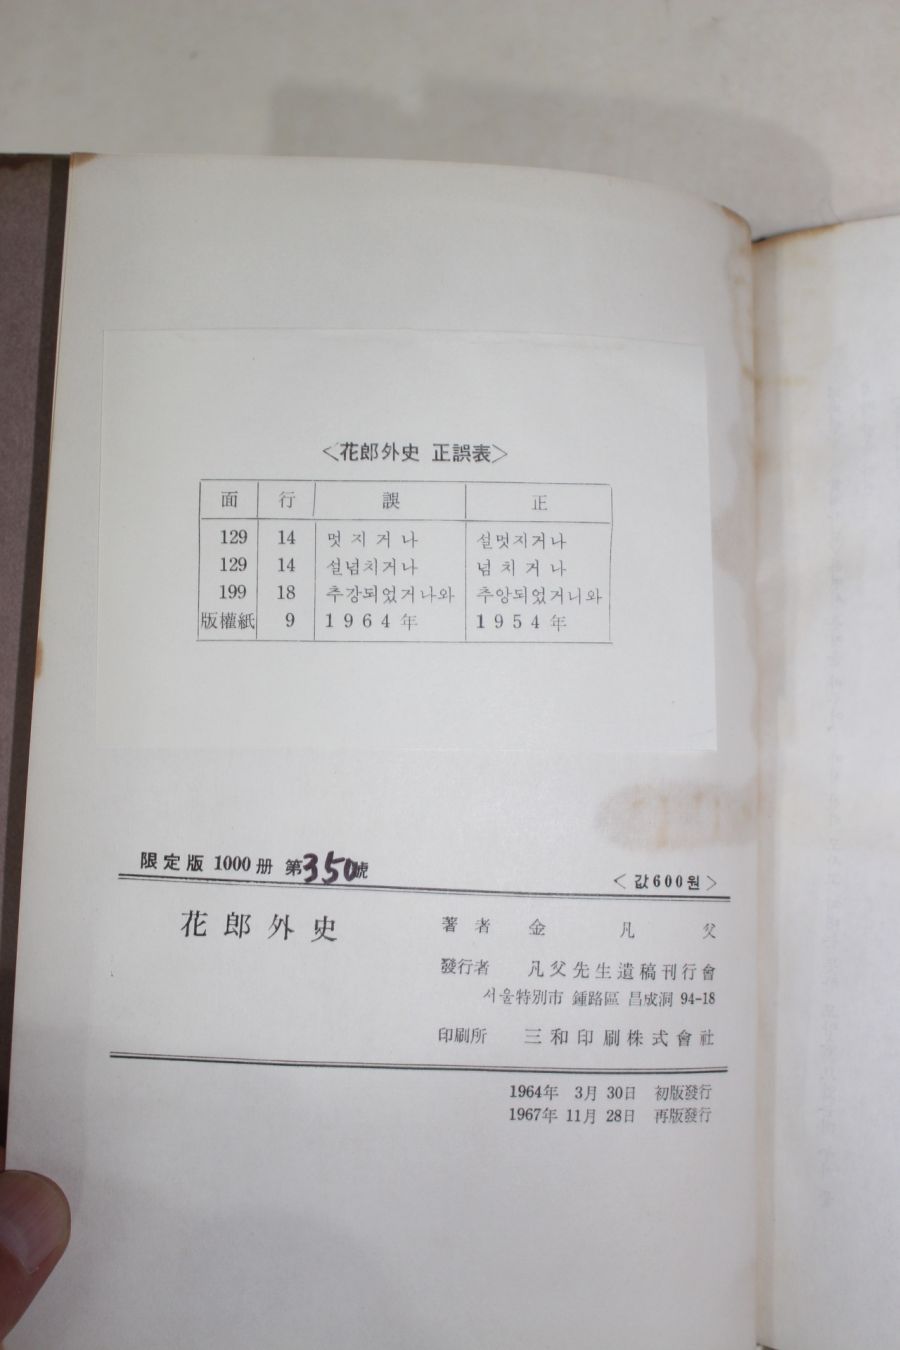 <花郎外史 正誤表>
面 行 誤 正
129 14 멋지거나 설멋지거나
129 14 설넘치거나 넘치거나
199 18 추강되었거나와 추앙되었거니와
版權紙 9 1964年 1954年
限定版 1000册 第350號
<값600원>
花郎外史
著者 金凡父
發行者 凡父先生遺稿刊行會
서울特別市 鍾路區 昌成洞 94-18
印刷所 三和印刷株式會社
1964年 3月 30日 初版發行
1967年 11月 28日 再版發行